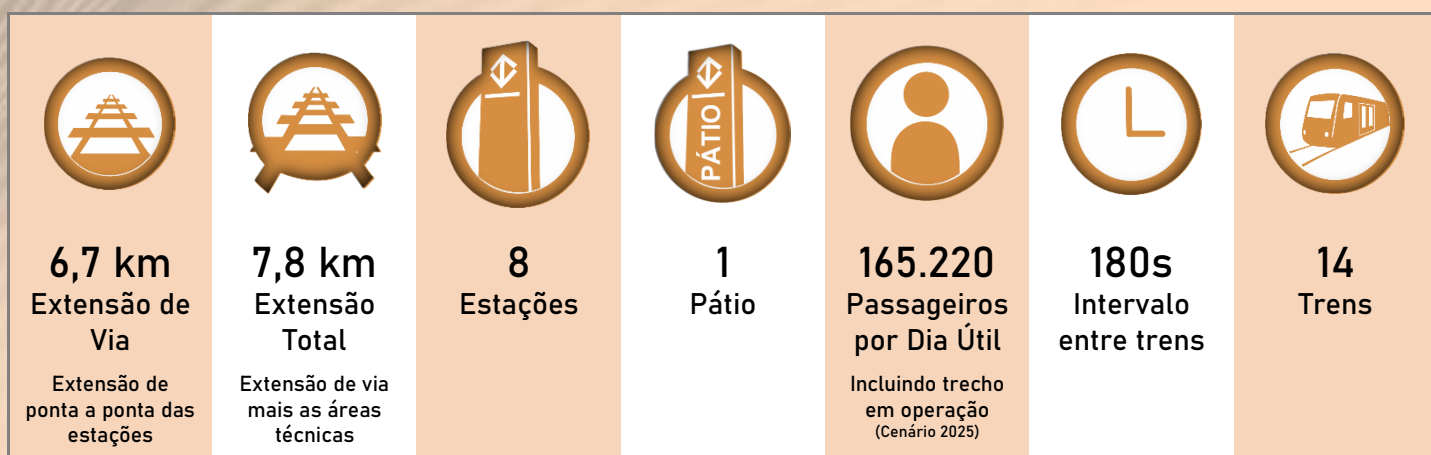 PÁTIO
6,7 km
Extensão de
Via
Extensão de
ponta a ponta das
estações
7,8 km
Extensão
Total
Extensão de via
mais as áreas
técnicas
8
Estações
1
Pátio
165.220
Passageiros
por Dia Útil
Incluindo trecho
em operação
(Cenário 2025)
180s
Intervalo
entre trens
14
Trens